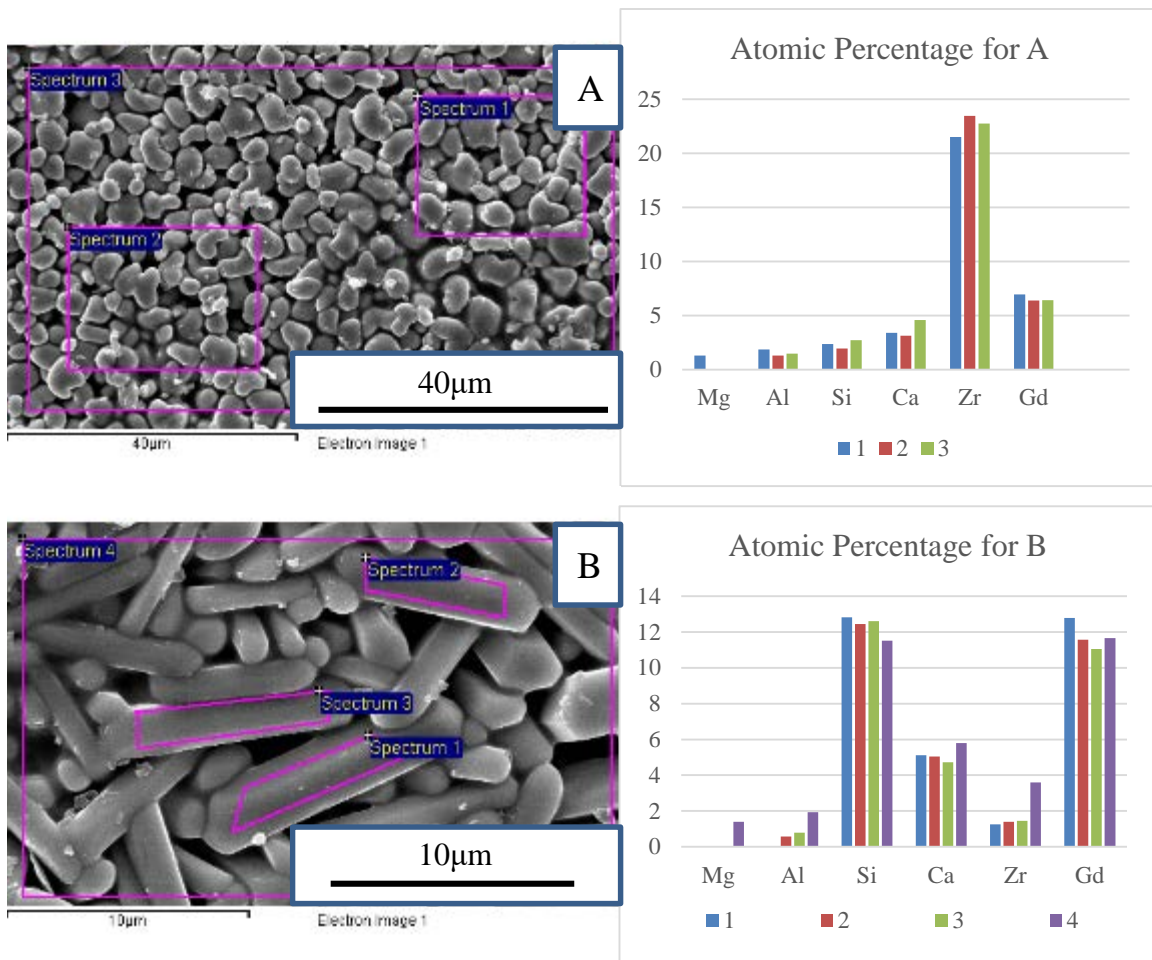 Spectrum 3
Spectrum 1
Spectrum 2
A
40μm
40μm
Electron Image 1
Atomic Percentage for A
25
20
15
10
5
0
Mg Al Si Ca Zr Gd
1 2 3
Spectrum 4
Spectrum 2
Spectrum 3
Spectrum 1
B
10μm
10μm
Electron Image 1
Atomic Percentage for B
14
12
10
8
6
4
2
0
Mg Al Si Ca Zr Gd
1 2 3 4